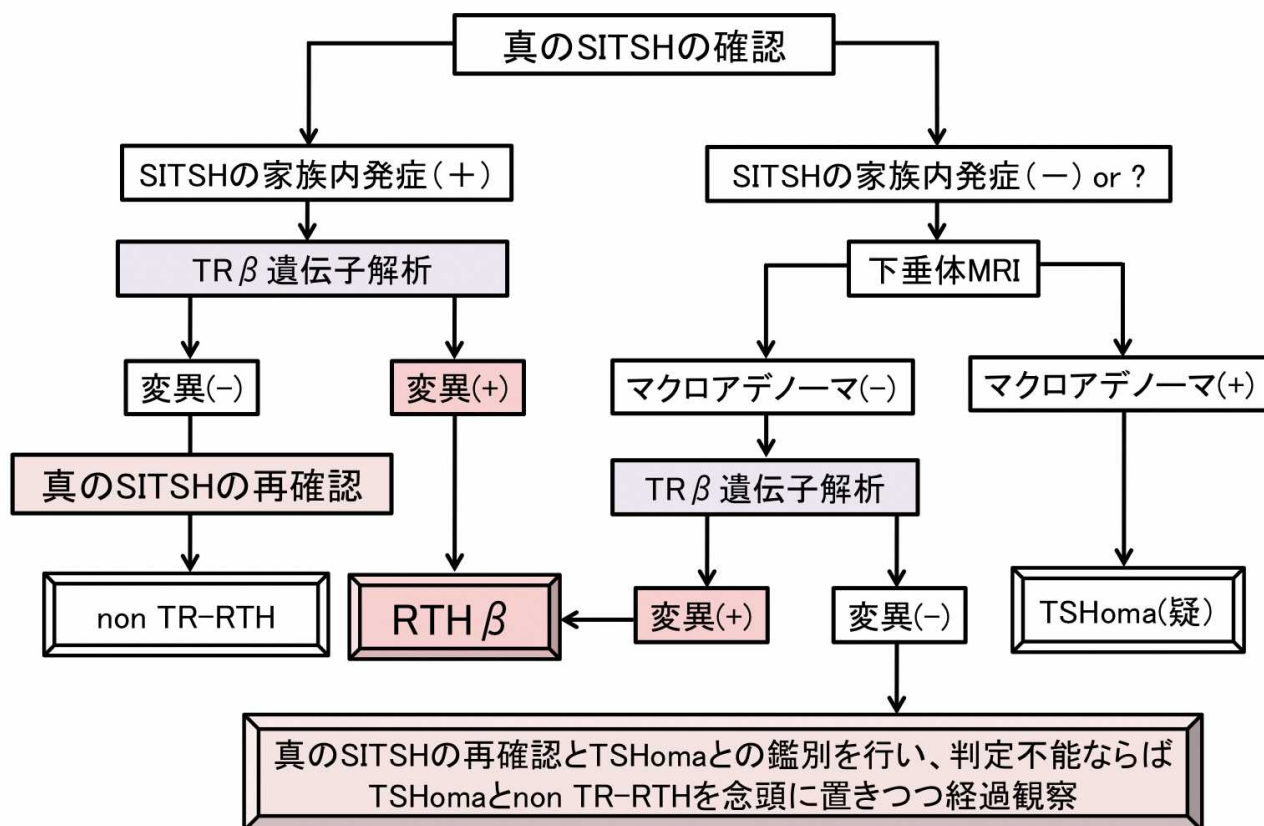 真のSITSHの確認
SITSHの家族内発症(+)
SITSHの家族内発症(-) or ?
TRβ遺伝子解析
下垂体MRI
変異(-)
変異(+)
マクロアデノーマ(-)
マクロアデノーマ(+)
真のSITSHの再確認
TRβ遺伝子解析
non TR-RTH
RTHβ
変異(+)
変異(-)
TSHoma(疑)
真のSITSHの再確認とTSHomaとの鑑別を行い、判定不能ならば
TSHomaとnon TR-RTHを念頭に置きつつ経過観察